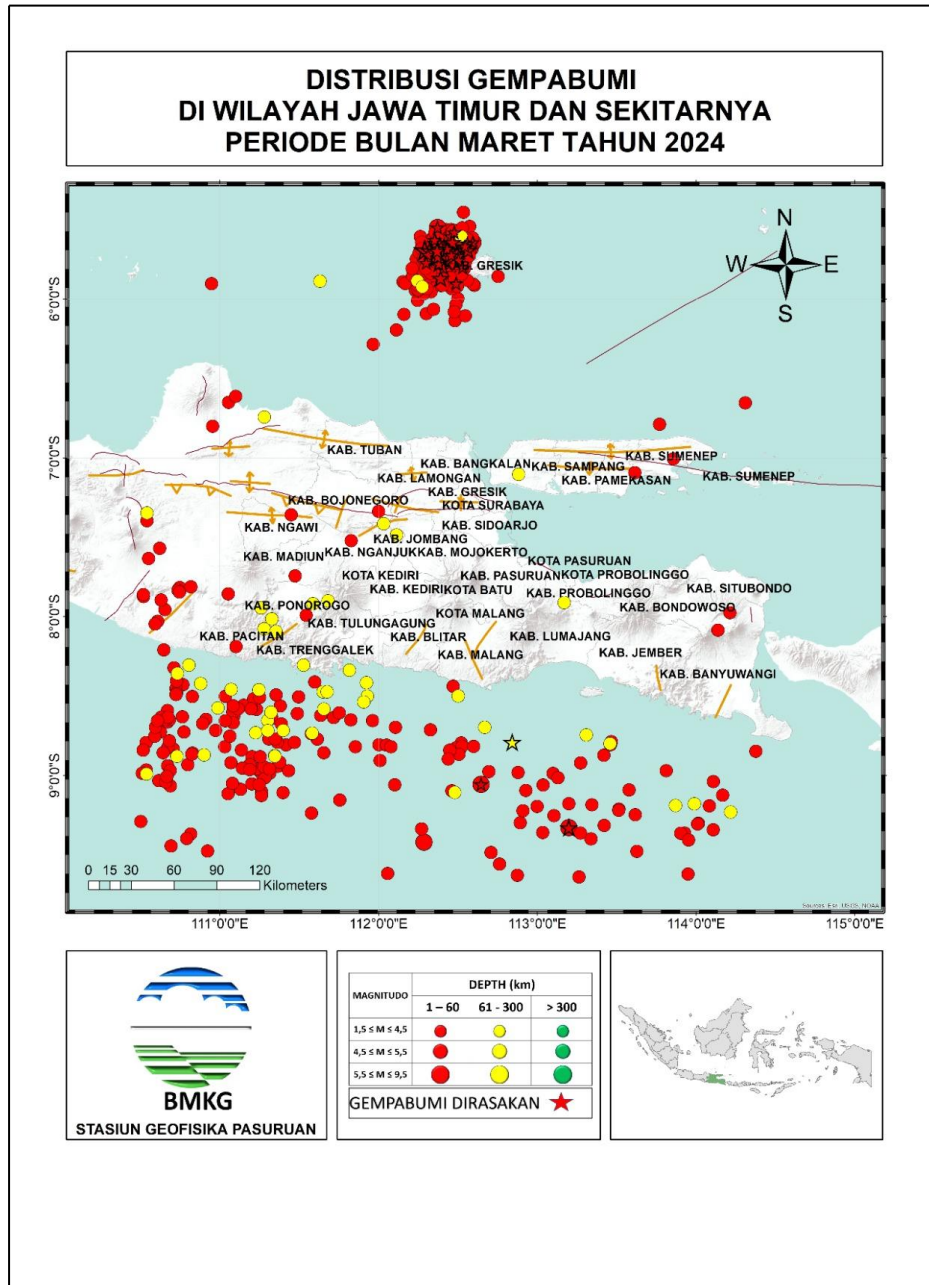 DISTRIBUSI GEMPABUMI
DI WILAYAH JAWA TIMUR DAN SEKITARNYA
PERIODE BULAN MARET TAHUN 2024
N
W E
S
KAB. GRESIK
6°0'0"S
KAB. TUBAN
KAB. SUMENEP
7°0'0"S
KAB. BANGKALAN
KAB. SAMPANG
KAB. LAMONGAN
KAB. PAMEKASAN
KAB. SUMENEP
KAB. GRESIK
KAB. BOJONEGORO
KOTA SURABAYA
KAB. NGAWI
KAB. SIDOARJO
KAB. JOMBANG
KAB. MADIUN
KAB. NGANJUK
KAB. MOJOKERTO
KOTA PASURUAN
KOTA KEDIRI
KAB. PASURUAN
KOTA PROBOLINGGO
KAB. KEDIRI
KOTA BATU
KAB. PROBOLINGGO
KAB. SITUBONDO
8°0'0"S
KAB. PONOROGO
KOTA MALANG
KAB. BONDOWOSO
KAB. TULUNGAGUNG
KAB. PACITAN
KAB. BLITAR
KAB. LUMAJANG
KAB. TRENGGALEK
KAB. MALANG
KAB. JEMBER
KAB. BANYUWANGI
9°0'0"S
0 15 30 60 90 120
Kilometers
Sources: Esri, USGS, NOAA
111°0'0"E 112°0'0"E 113°0'0"E 114°0'0"E 115°0'0"E
BMKG
STASIUN GEOFISIKA PASURUAN
MAGNITUDO
DEPTH (km)
1 – 60 61 - 300 > 300
1,5 ≤ M ≤ 4,5
4,5 ≤ M ≤ 5,5
5,5 ≤ M ≤ 9,5
GEMPABUMI DIRASAKAN